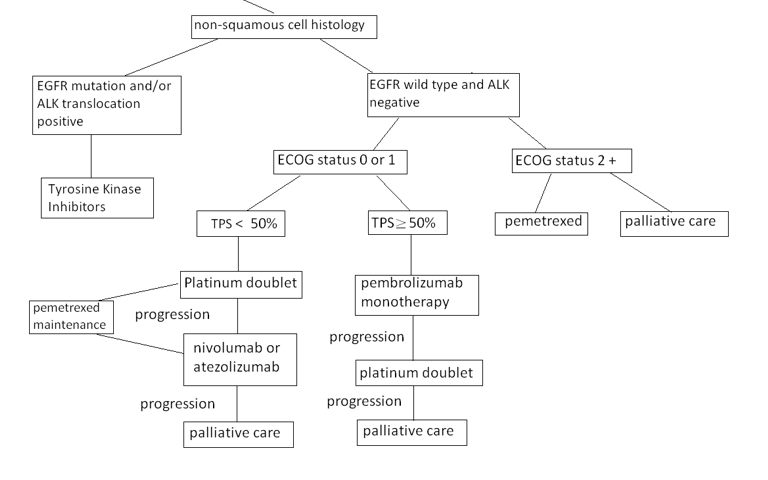 non-squamous cell histology
EGFR mutation and/or
ALK translocation
positive
EGFR wild type and ALK
negative
Tyrosine Kinase
Inhibitors
ECOG status 0 or 1
ECOG status 2 +
TPS < 50%
TPS ≥ 50%
pemetrexed
palliative care
Platinum doublet
pemetrexed
maintenance
progression
nivolumab or
atezolizumab
progression
palliative care
pembrolizumab
monotherapy
progression
platinum doublet
progression
palliative care